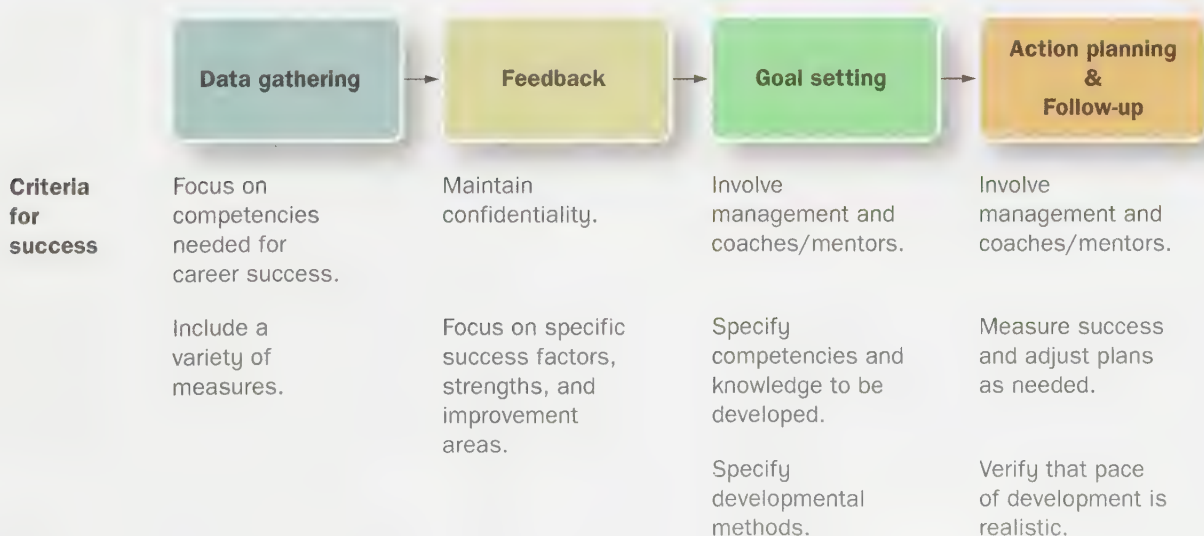 Data gathering
Feedback
Goal setting
Action planning
&
Follow-up
Criteria
for
success
Focus on
competencies
needed for
career success.
Include a
variety of
measures.
Maintain
confidentiality.
Focus on specific
success factors,
strengths, and
improvement
areas.
Involve
management and
coaches/mentors.
Specify
competencies and
knowledge to be
developed.
Specify
developmental
methods.
Involve
management and
coaches/mentors.
Measure success
and adjust plans
as needed.
Verify that pace
of development is
realistic.